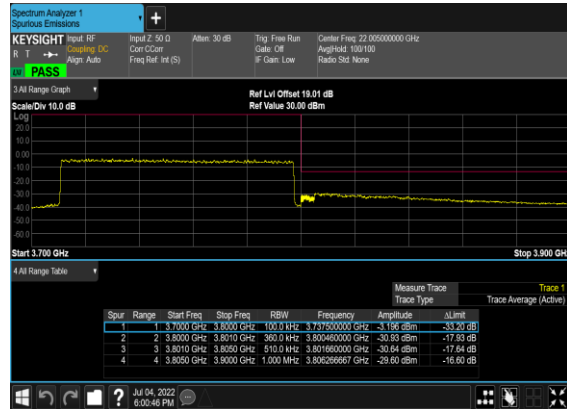 Spectrum Analyzer 1
Spurious Emissions
KEYSIGHT Input: RF Input Z: 50 Ω Atten: 30 dB Trig: Free Run Center Freq: 22.005000000 GHz
R T Coupling: DC Corr CCorr Gate: Off Avg|Hold: 100/100
Align: Auto Freq Ref: Int (S) IF Gain: Low Radio Std: None
PASS
3 All Range Graph
Ref Lvl Offset 19.01 dB
Scale/Div 10.0 dB Ref Value 30.00 dBm
Log
20.0
10.0
0.00
-10.0
-20.0
-30.0
-40.0
-50.0
-60.0
Start 3.700 GHz Stop 3.900 GH
4 All Range Table
Measure Trace Trace 1
Trace Type Trace Average (Active)
Spur Range Start Freq Stop Freq RBW Frequency Amplitude ΔLimit
1 1 3.7000 GHz 3.8000 GHz 100.0 kHz 3.737500000 GHz -3.196 dBm -33.20 dB
2 2 3.8000 GHz 3.8010 GHz 360.0 kHz 3.800460000 GHz -30.93 dBm -17.93 dB
3 3 3.8010 GHz 3.8050 GHz 510.0 kHz 3.801660000 GHz -30.64 dBm -17.64 dB
4 4 3.8050 GHz 3.9000 GHz 1.000 MHz 3.806266667 GHz -29.60 dBm -16.60 dB
Jul 04, 2022
6:00:46 PM